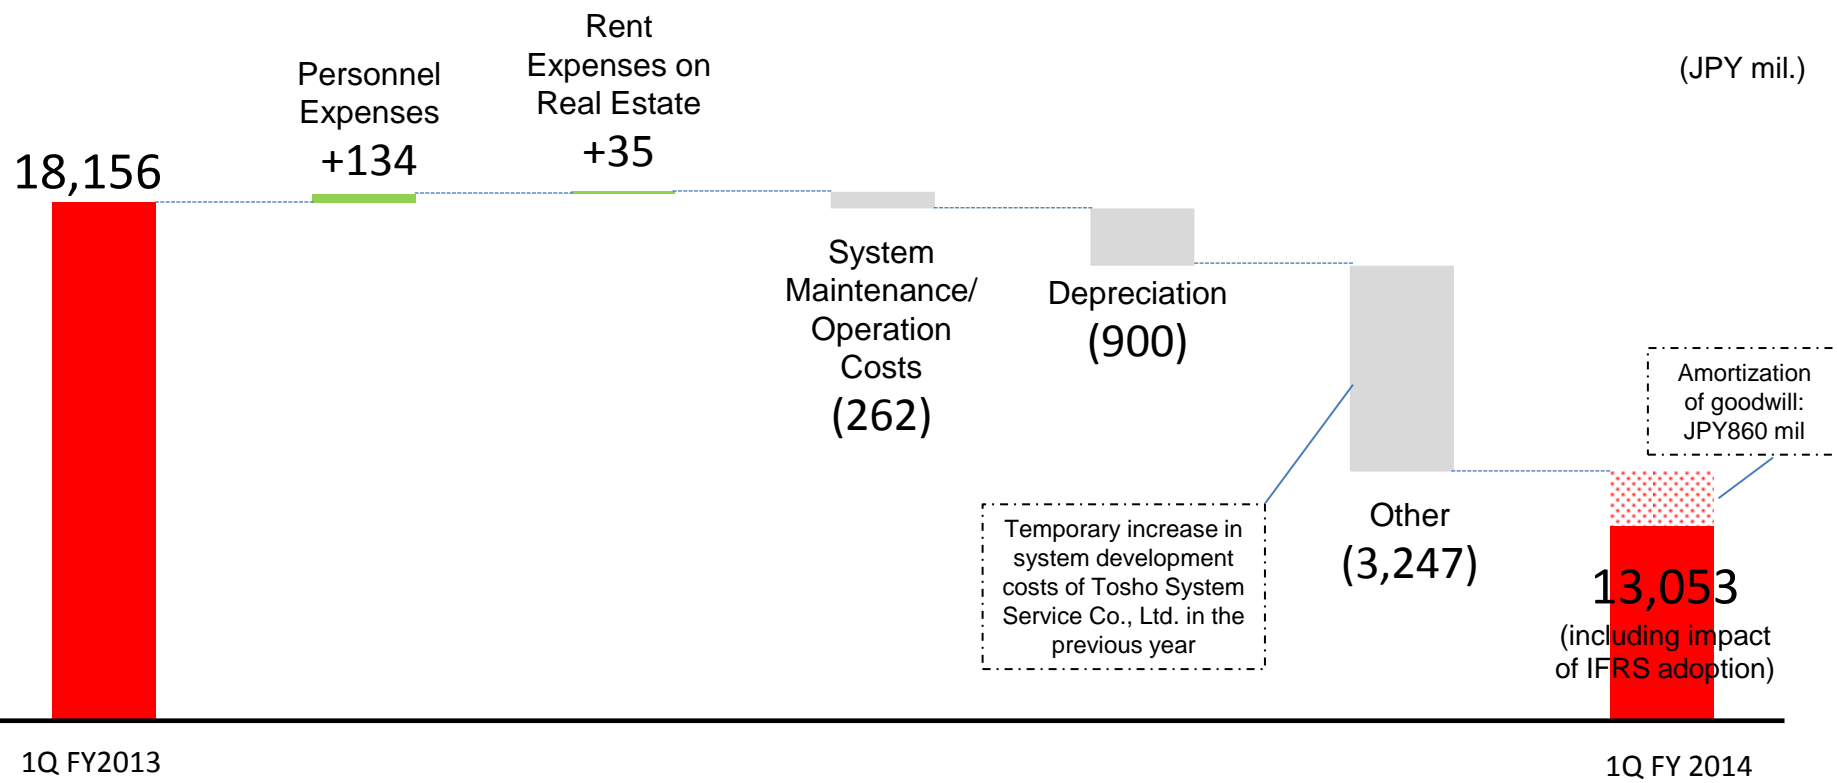 (JPY mil.)
18,156
Personnel
Expenses
+134
Rent
Expenses on
Real Estate
+35
System
Maintenance/
Operation
Costs
(262)
Depreciation
(900)
Temporary increase in
system development
costs of Tosho System
Service Co., Ltd. in the
previous year
Other
(3,247)
Amortization
of goodwill:
JPY860 mil
13,053
(including impact
of IFRS adoption)
1Q FY2013
1Q FY 2014